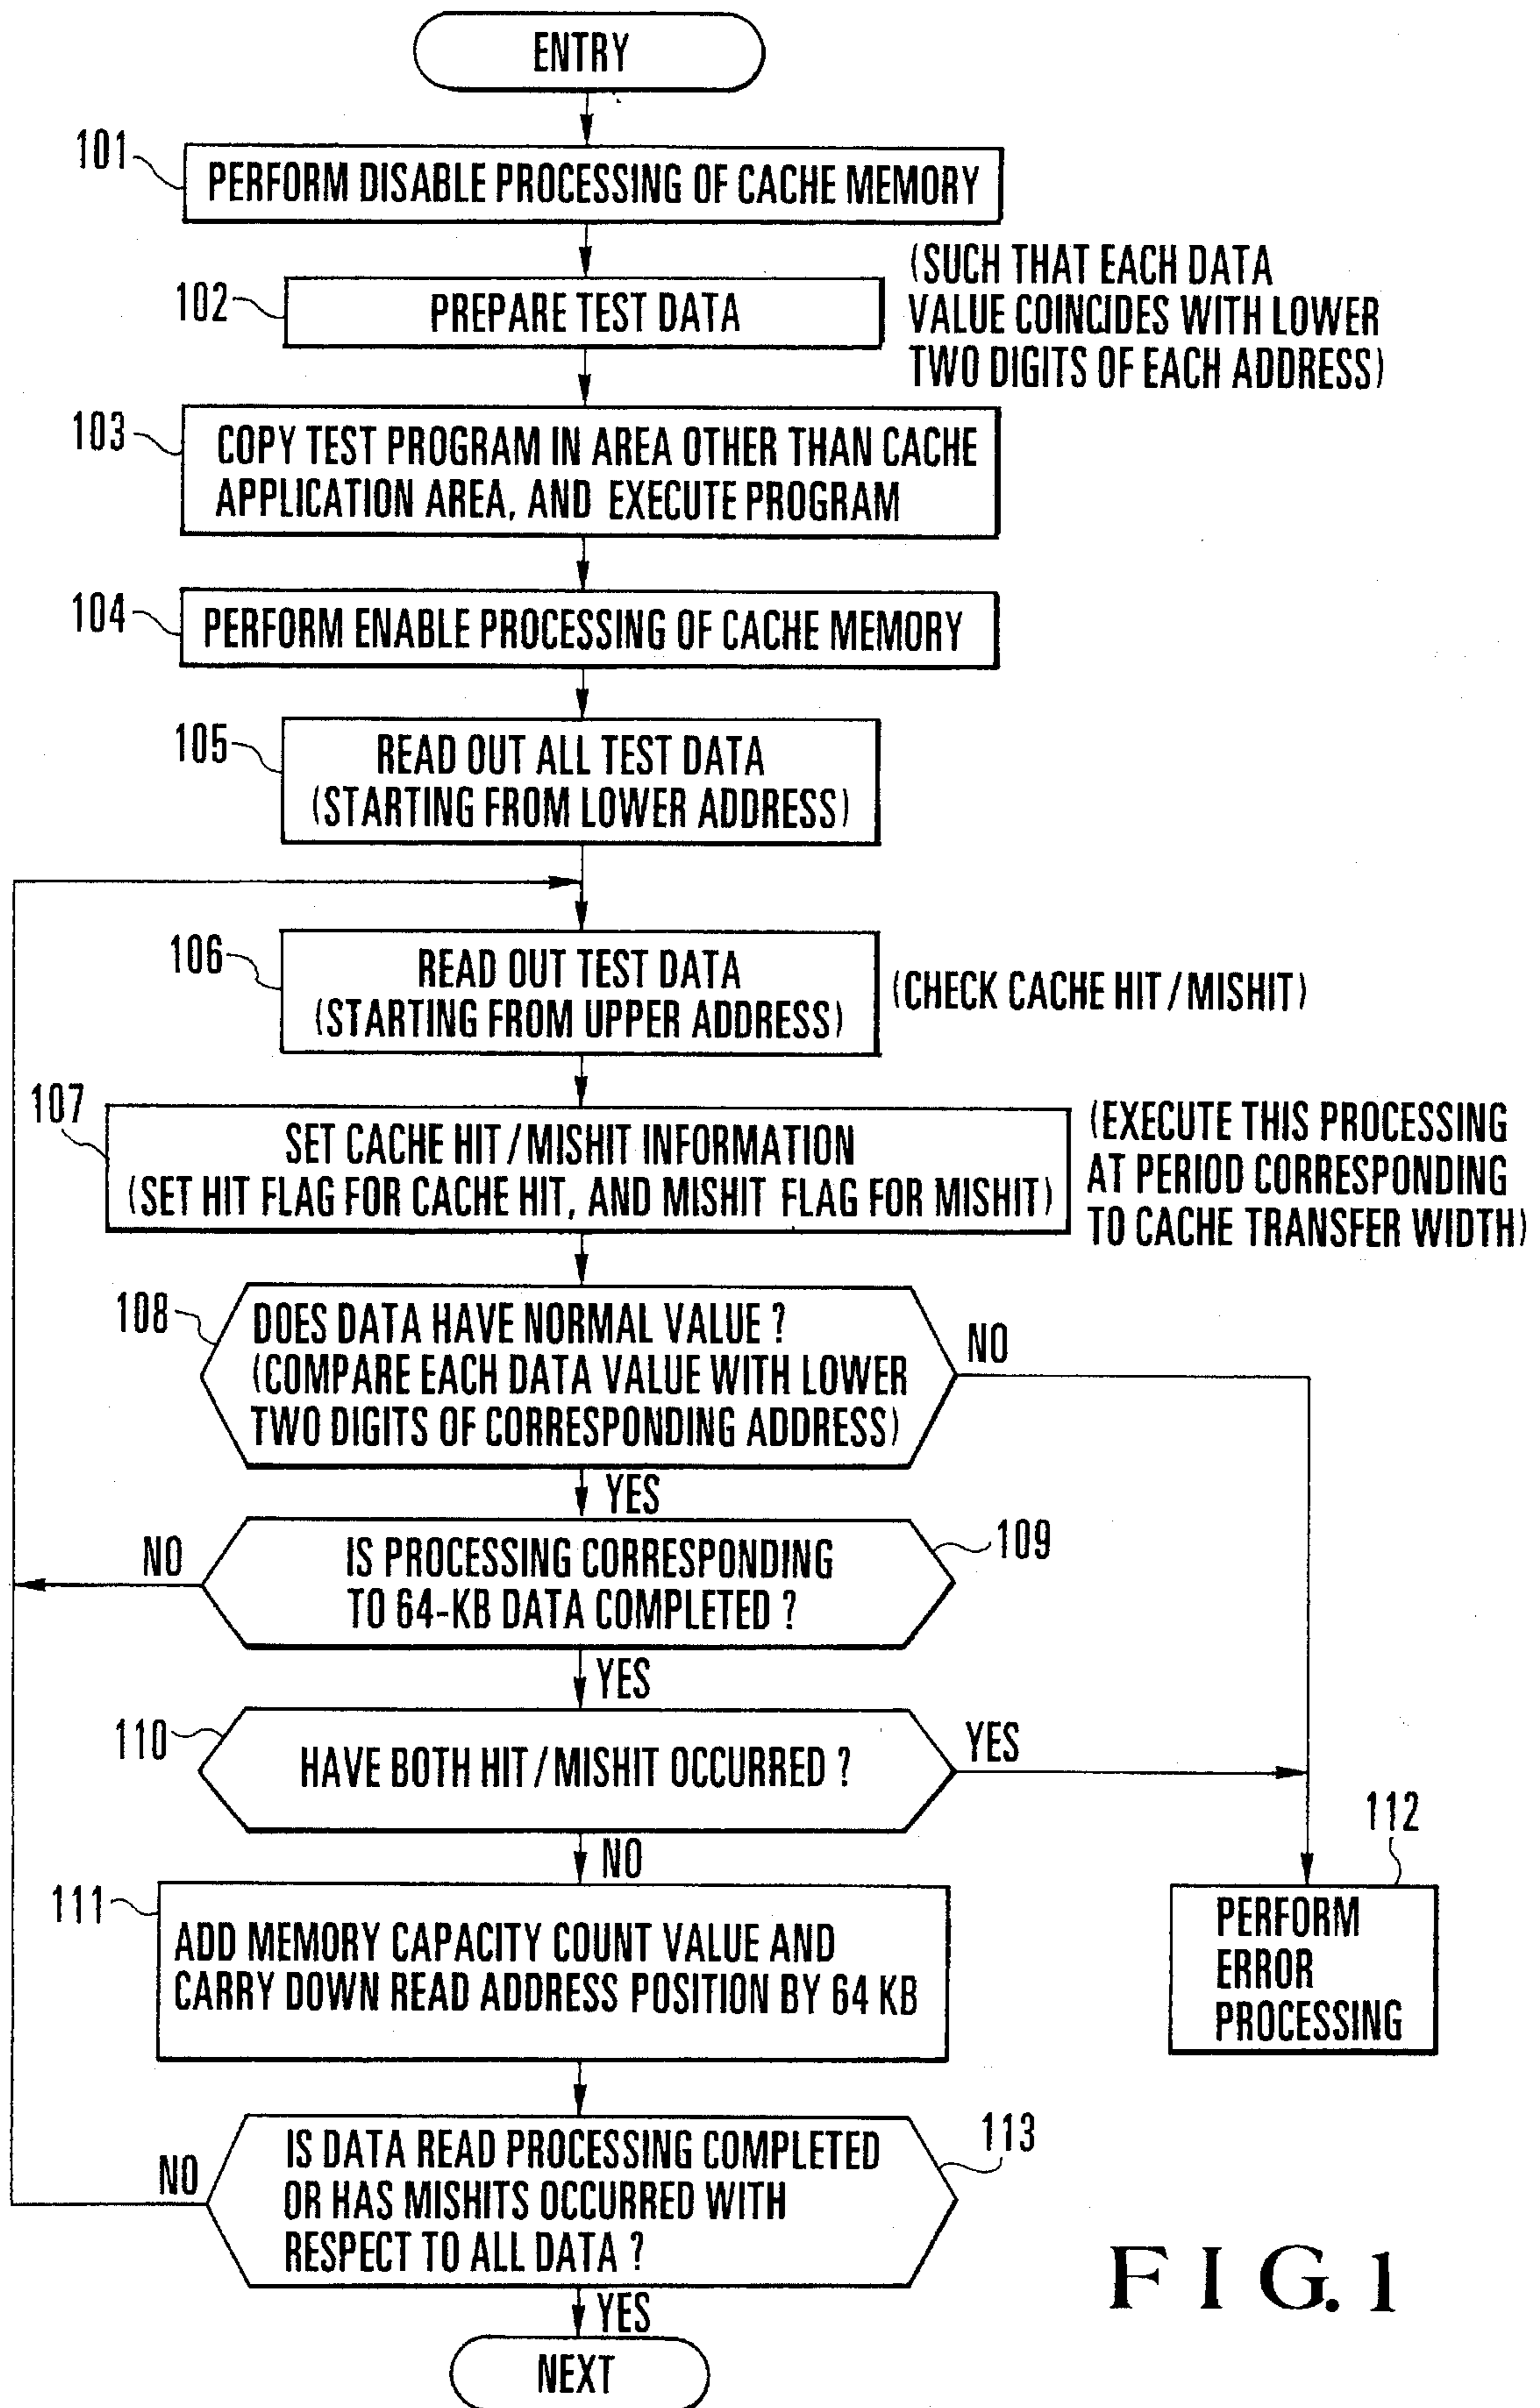 ENTRY
101
PERFORM DISABLE PROCESSING OF CACHE MEMORY
102
PREPARE TEST DATA
(SUCH THAT EACH DATA
VALUE COINCIDES WITH LOWER
TWO DIGITS OF EACH ADDRESS)
103
COPY TEST PROGRAM IN AREA OTHER THAN CACHE
APPLICATION AREA, AND EXECUTE PROGRAM
104
PERFORM ENABLE PROCESSING OF CACHE MEMORY
105
READ OUT ALL TEST DATA
(STARTING FROM LOWER ADDRESS)
106
READ OUT TEST DATA
(STARTING FROM UPPER ADDRESS)
(CHECK CACHE HIT/MISHIT)
107
SET CACHE HIT/MISHIT INFORMATION
(SET HIT FLAG FOR CACHE HIT, AND MISHIT FLAG FOR MISHIT)
(EXECUTE THIS PROCESSING
AT PERIOD CORRESPONDING
TO CACHE TRANSFER WIDTH)
108
DOES DATA HAVE NORMAL VALUE ?
(COMPARE EACH DATA VALUE WITH LOWER
TWO DIGITS OF CORRESPONDING ADDRESS)
NO
YES
109
IS PROCESSING CORRESPONDING
TO 64-KB DATA COMPLETED ?
NO
YES
110
HAVE BOTH HIT/MISHIT OCCURRED ?
YES
NO
111
ADD MEMORY CAPACITY COUNT VALUE AND
CARRY DOWN READ ADDRESS POSITION BY 64 KB
112
PERFORM
ERROR
PROCESSING
113
IS DATA READ PROCESSING COMPLETED
OR HAS MISHITS OCCURRED WITH
RESPECT TO ALL DATA ?
NO
YES
NEXT
FIG. 1